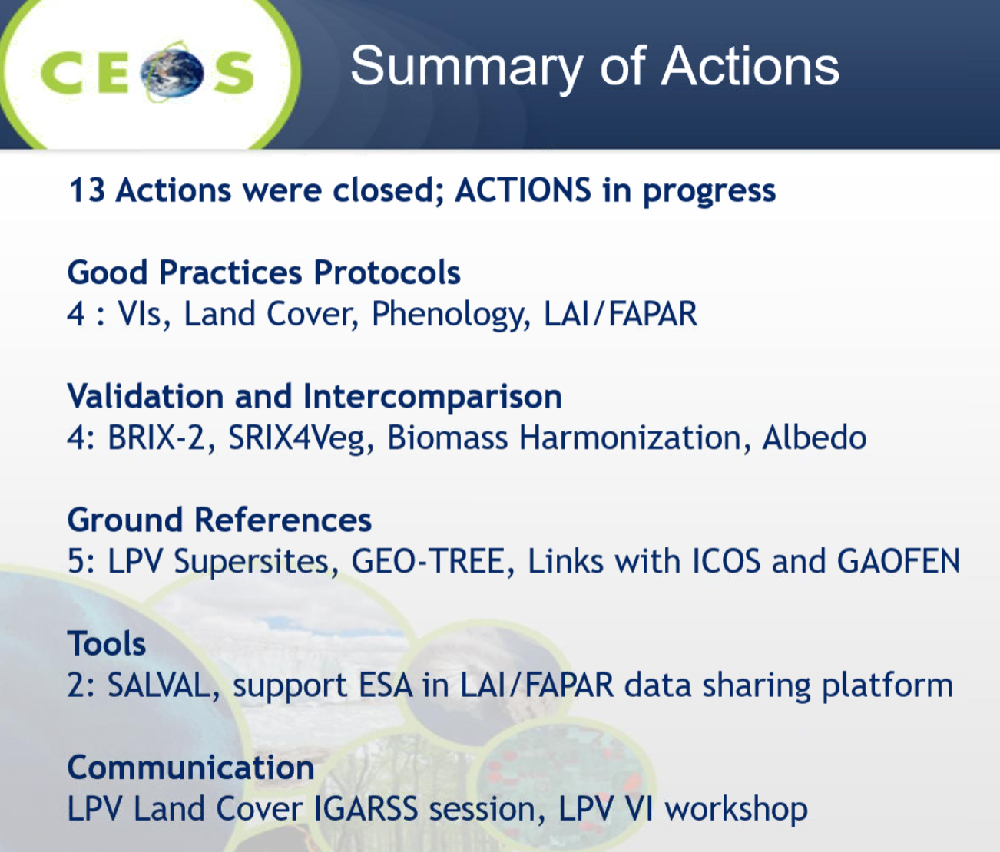 CEOS
Summary of Actions
13 Actions were closed; ACTIONS in progress
Good Practices Protocols
4 : VIs, Land Cover, Phenology, LAI/FAPAR
Validation and Intercomparison
4: BRIX-2, SRIX4Veg, Biomass Harmonization, Albedo
Ground References
5: LPV Supersites, GEO-TREE, Links with ICOS and GAOFEN
Tools
2: SALVAL, support ESA in LAI/FAPAR data sharing platform
Communication
LPV Land Cover IGARSS session, LPV VI workshop